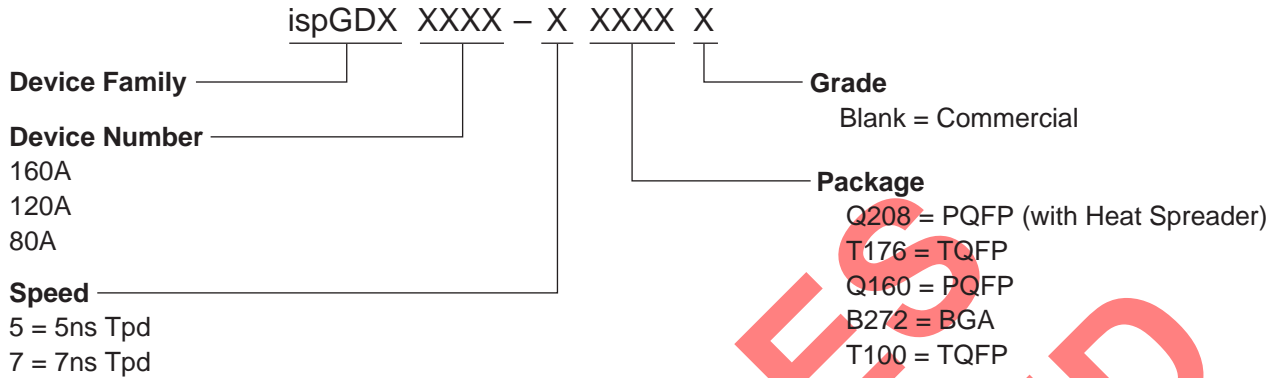 ispGDX XXXX – X XXXX X
Device Family
Device Number
160A
120A
80A
Speed
5 = 5ns Tpd
7 = 7ns Tpd
Grade
Blank = Commercial
Package
Q208 = PQFP (with Heat Spreader)
T176 = TQFP
Q160 = PQFP
B272 = BGA
T100 = TQFP